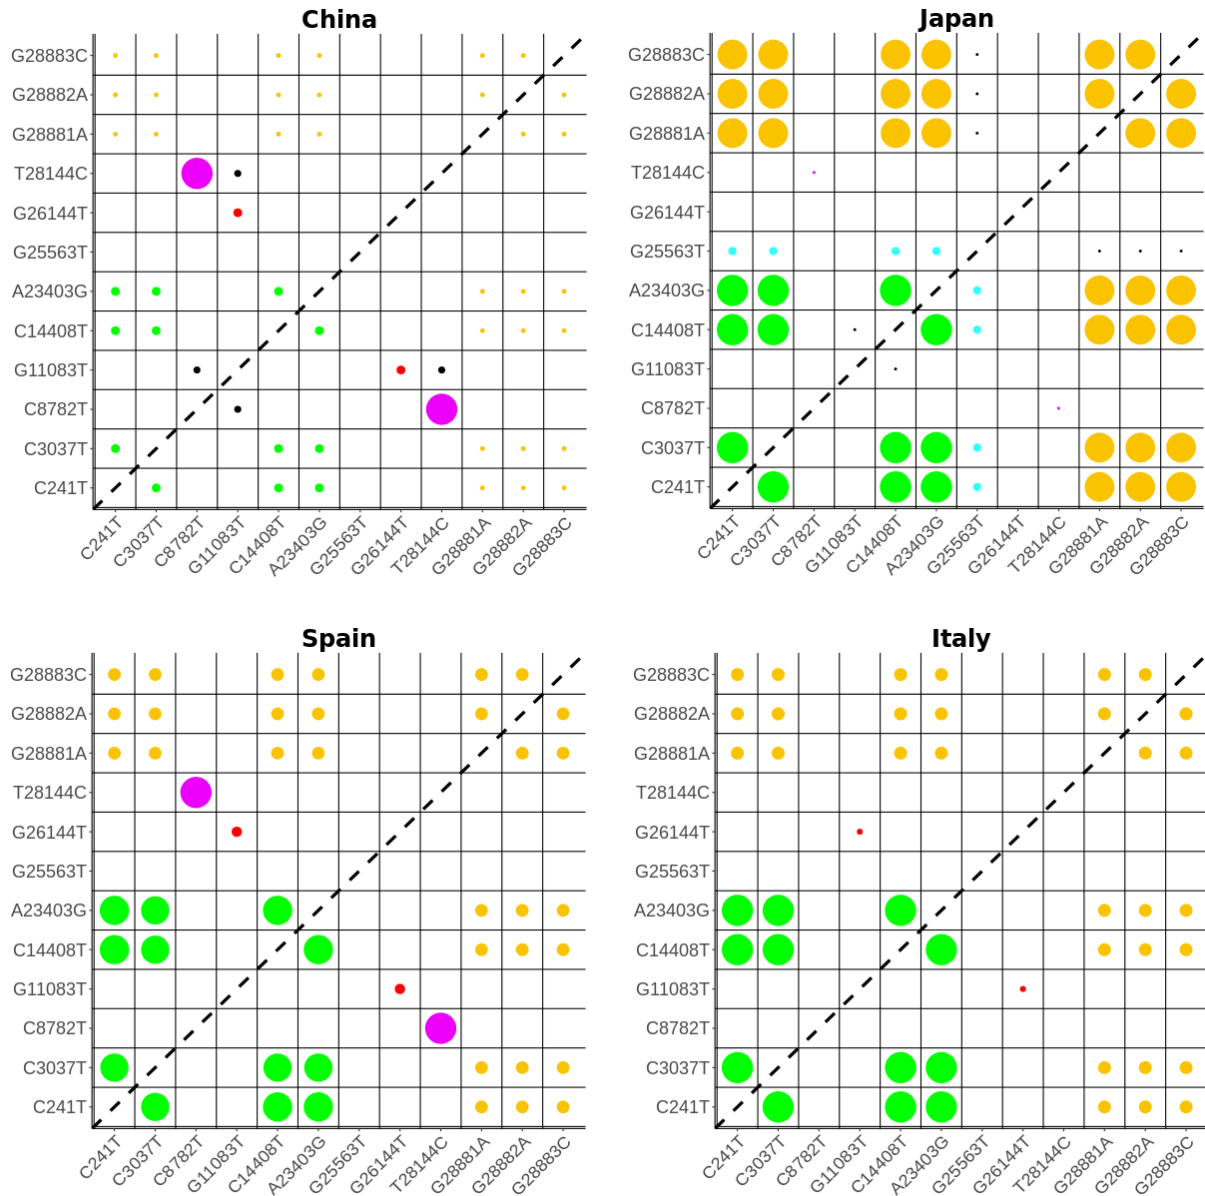 China
G28883C
G28882A
G28881A
T28144C
G26144T
G25563T
A23403G
C14408T
G11083T
C8782T
C3037T
C241T
C241T
C3037T
C8782T
G11083T
C14408T
A23403G
G25563T
G26144T
T28144C
G28881A
G28882A
G28883C
Japan
G28883C
G28882A
G28881A
T28144C
G26144T
G25563T
A23403G
C14408T
G11083T
C8782T
C3037T
C241T
C241T
C3037T
C8782T
G11083T
C14408T
A23403G
G25563T
G26144T
T28144C
G28881A
G28882A
G28883C
Spain
G28883C
G28882A
G28881A
T28144C
G26144T
G25563T
A23403G
C14408T
G11083T
C8782T
C3037T
C241T
C241T
C3037T
C8782T
G11083T
C14408T
A23403G
G25563T
G26144T
T28144C
G28881A
G28882A
G28883C
Italy
G28883C
G28882A
G28881A
T28144C
G26144T
G25563T
A23403G
C14408T
G11083T
C8782T
C3037T
C241T
C241T
C3037T
C8782T
G11083T
C14408T
A23403G
G25563T
G26144T
T28144C
G28881A
G28882A
G28883C